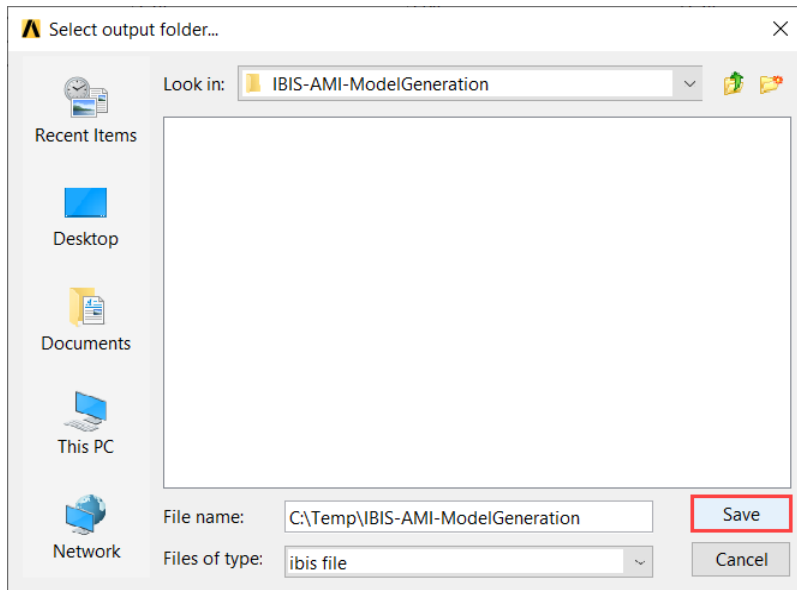 Select output folder...
Look in: IBIS-AMI-ModelGeneration
Recent Items
Desktop
Documents
This PC
Network
File name: C:\Temp\IBIS-AMI-ModelGeneration Save
Files of type: ibis file Cancel